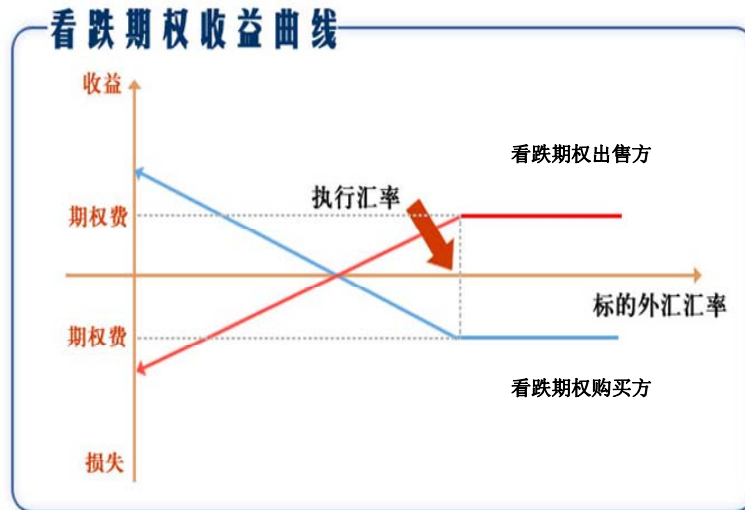 看跌期权收益曲线
收益
看跌期权出售方
执行汇率
期权费
标的外汇汇率
期权费
看跌期权购买方
损失